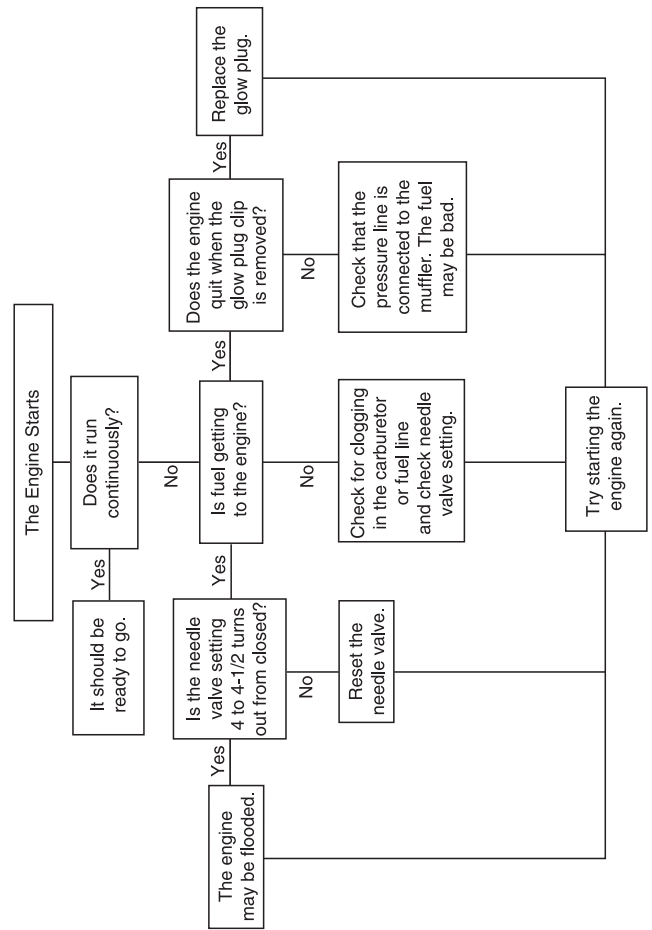 The Engine Starts
Does it run
continuously?
Yes
It should be
ready to go.
No
Is fuel getting
to the engine?
Yes
Is the needle
valve setting
4 to 4-1/2 turns
out from closed?
Yes
The engine
may be flooded.
No
Reset the
needle valve.
No
Check for clogging
in the carburetor
or fuel line
and check needle
valve setting.
Yes
Does the engine
quit when the
glow plug clip
is removed?
Yes
Replace the
glow plug.
No
Check that the
pressure line is
connected to the
muffler. The fuel
may be bad.
Try starting the
engine again.